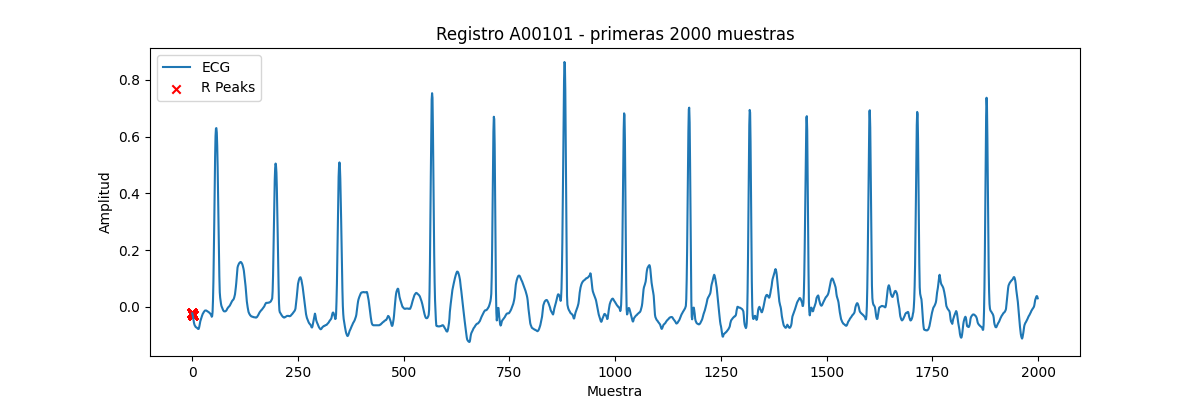 Registro A00101 - primeras 2000 muestras
ECG
R Peaks
0.8
0.6
0.4
0.2
0.0
Amplitud
0 250 500 750 1000 1250 1500 1750 2000
Muestra